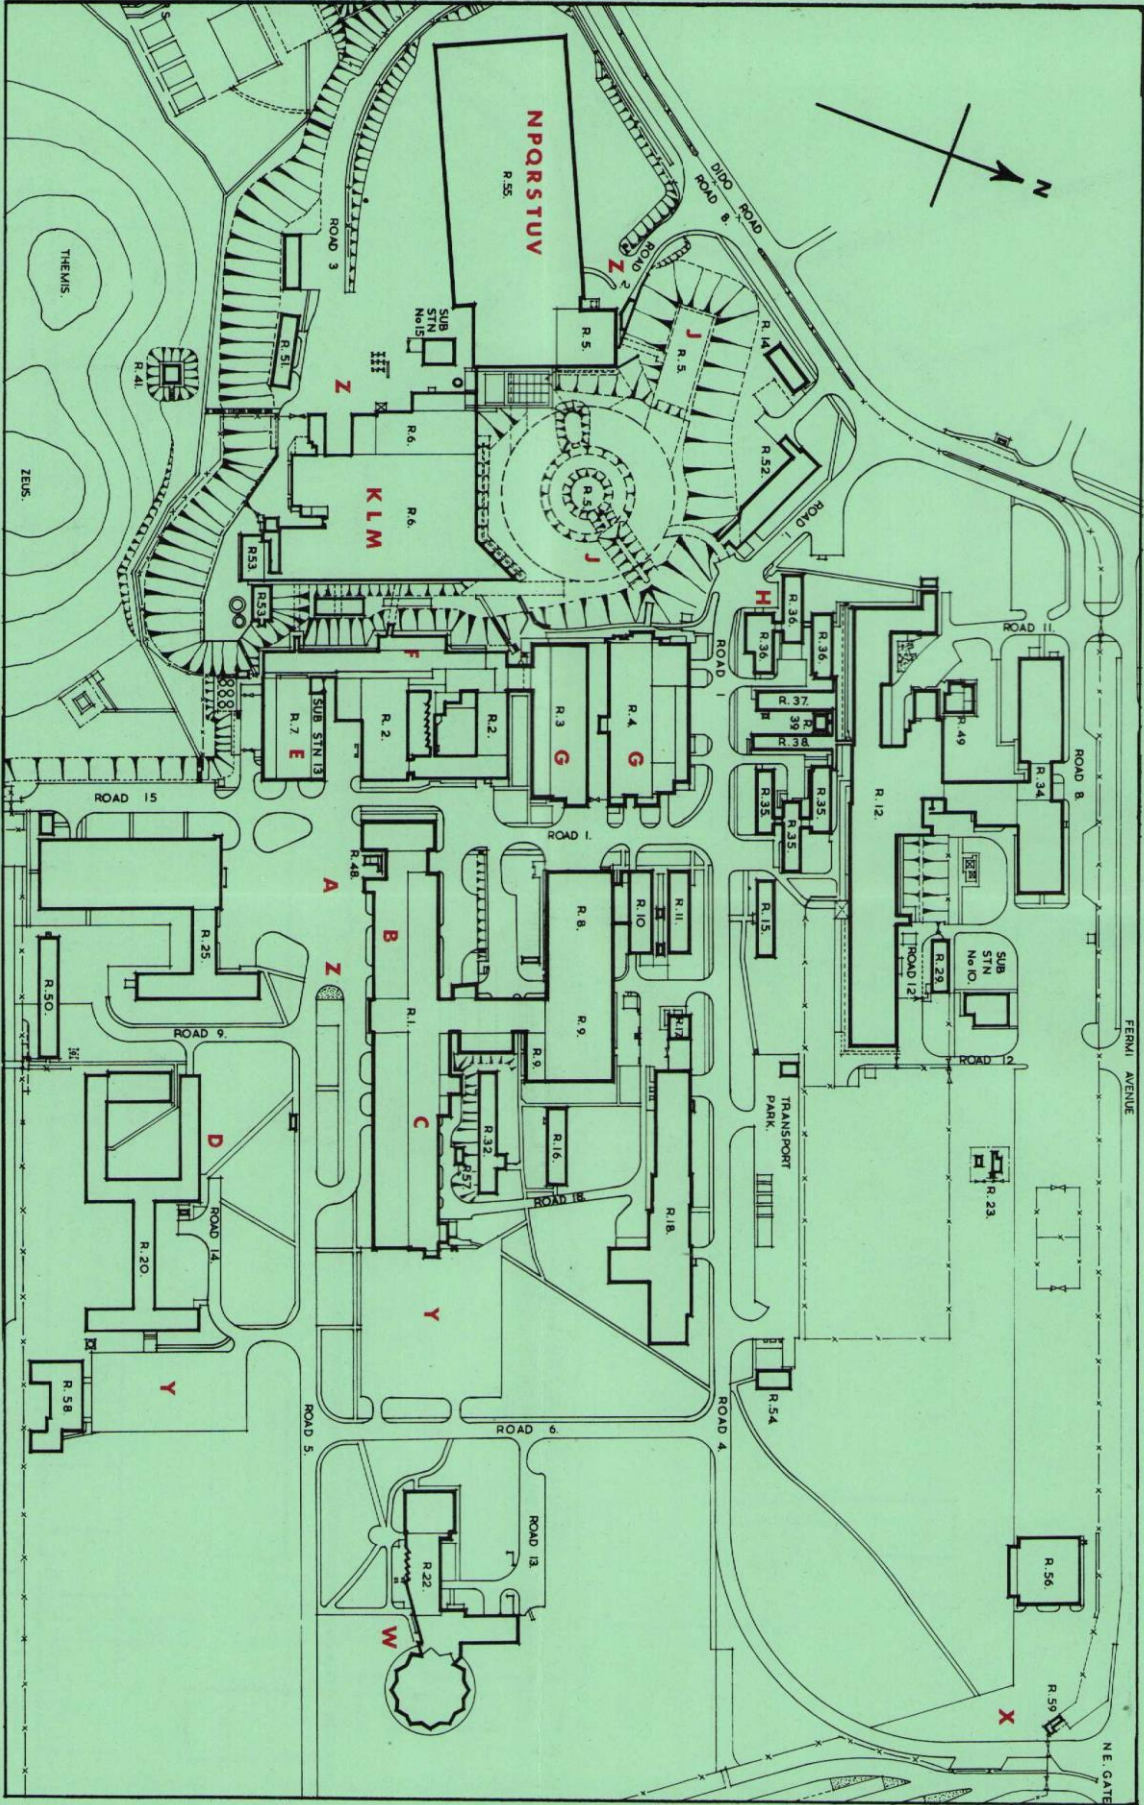 N
DIDO ROAD
ROAD 8.
NPQRSTUV
R.55.
Z
ROAD 2.
R.5.
J
R.5.
R.14
ROAD 3
THEMIS.
R.41.
R.51.
SUB
STN
No 15
Z
R.6.
R.6.
KLM
R.5.
J
R.52.
ROAD 1
ZEUS.
R.53.
R.53.
H
R.36.
R.36.
R.36.
ROAD 1
R.37.
R.
39
R.38.
R.35.
R.35.
R.35.
ROAD 11.
R.49
R.34.
ROAD 8.
R.12.
F
R.2.
R.2.
R.7.
E
SUB STN 13
R.3
G
R.4.
G
ROAD 15
ROAD 1.
R.48.
A
B
R.8.
R.10
R.11.
R.15.
Z
R.25.
R.50.
R.1.
R.9.
R.9.
R.17
R.29.
ROAD 12
SUB
STN
No 10.
ROAD 12
FERMI AVENUE
ROAD 9.
D
C
R.32.
R.57.
R.16.
ROAD 18.
R.18.
TRANSPORT
PARK.
R.23.
ROAD 14.
R.20.
Y
Y
R.58
R.54.
ROAD 5.
ROAD 6.
ROAD 4.
ROAD 13.
R.22.
W
R.56.
X
R.59
N.E. GATE